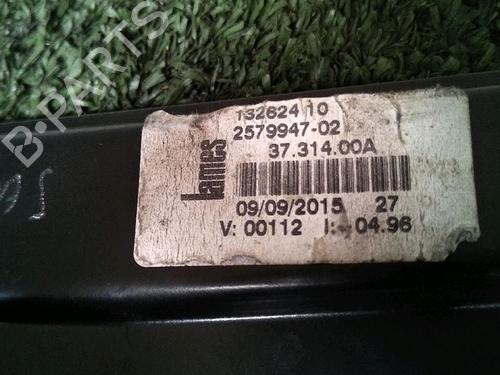 B-PARTS
13262410
2579947-02
37.314.00A
Lames
09/09/2015 27
V: 00112 I: -04.96